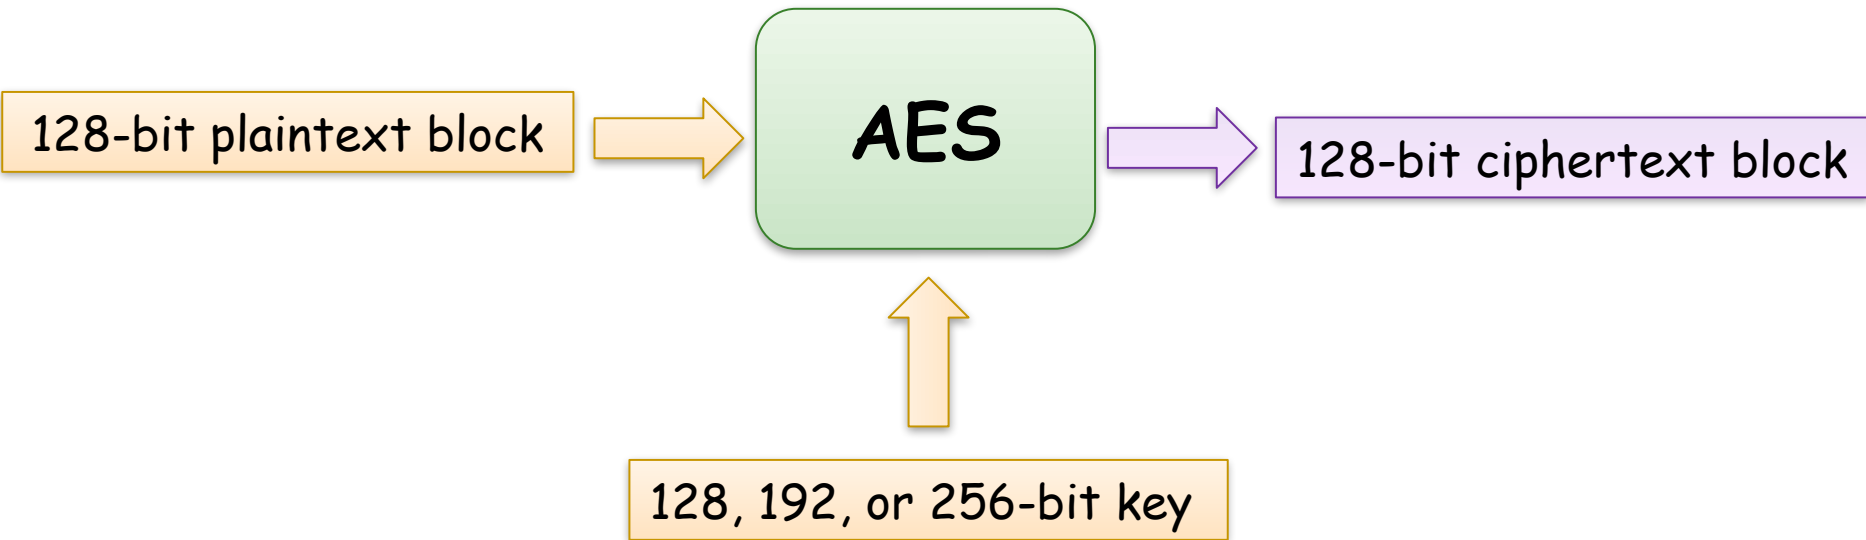 128-bit plaintext block
AES
128-bit ciphertext block
128, 192, or 256-bit key